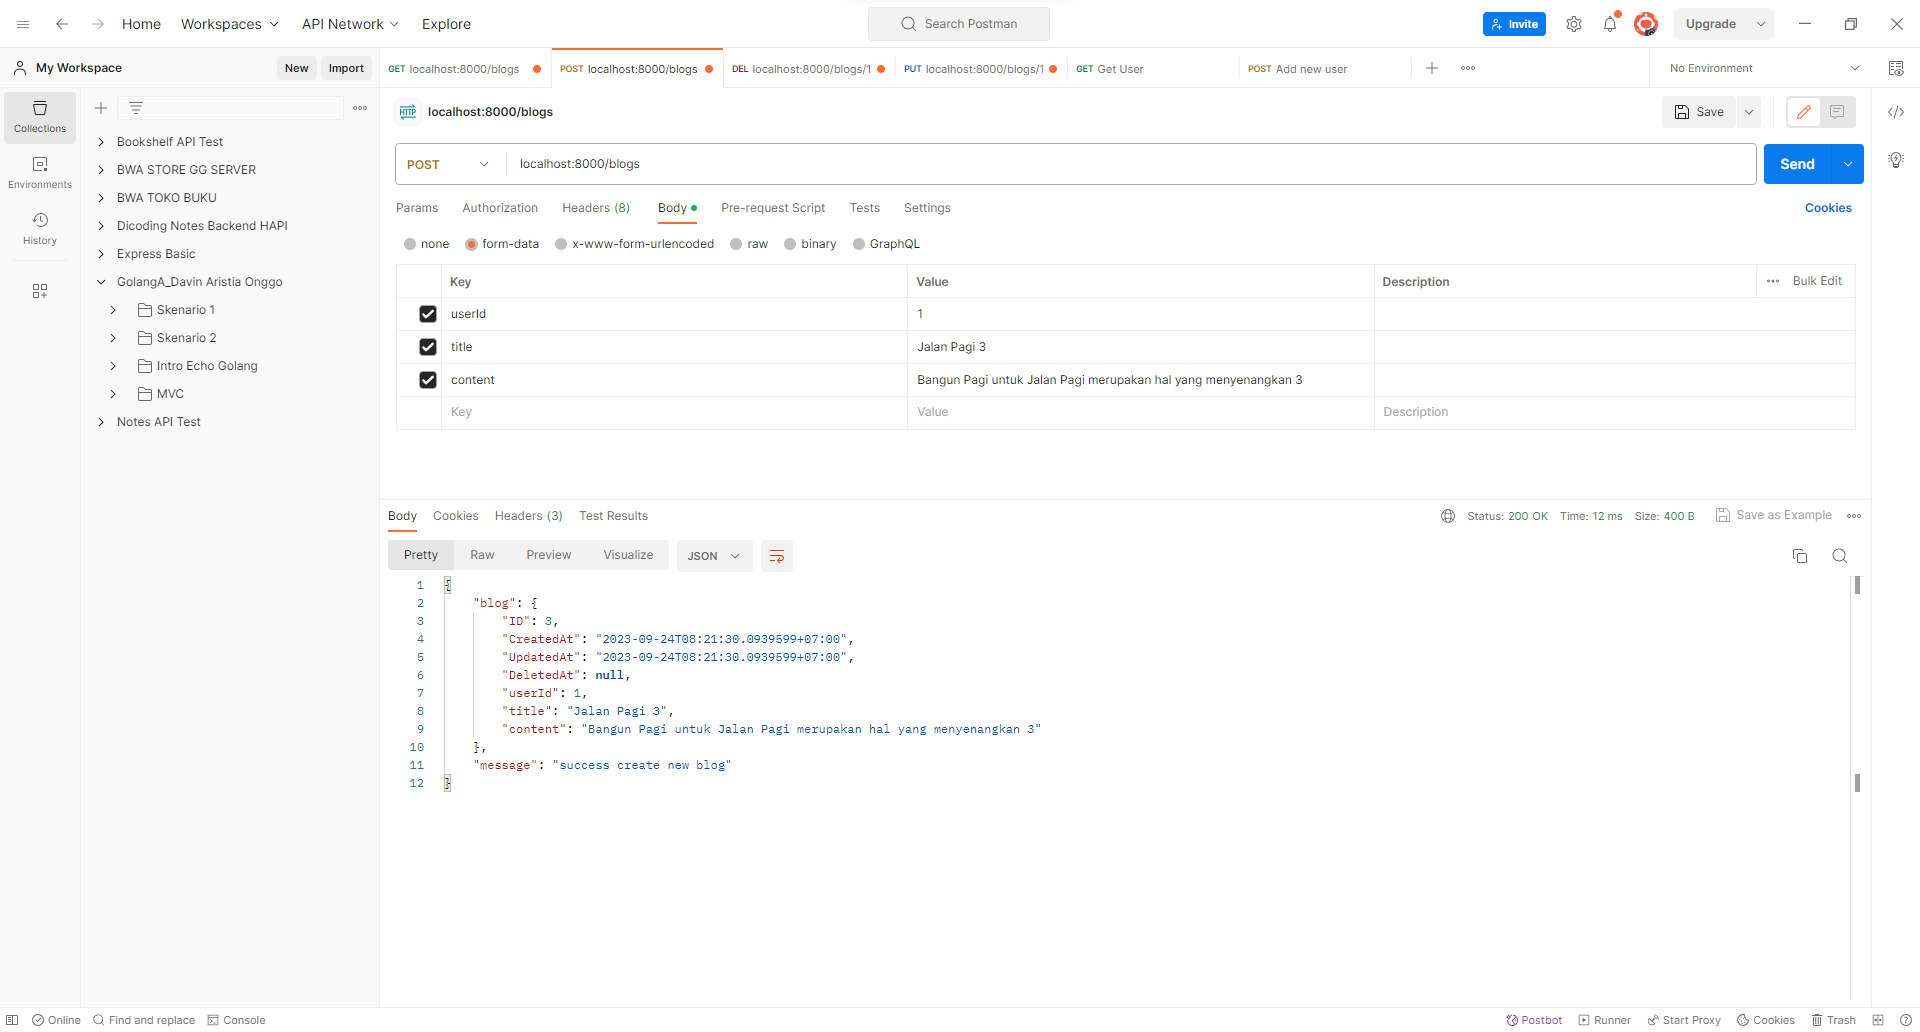 Home Workspaces API Network Explore Search Postman Invite Upgrade
My Workspace New Import GET localhost:8000/blogs POST localhost:8000/blogs DEL localhost:8000/blogs/1 PUT localhost:8000/blogs/1 GET Get User POST Add new user No Environment
Collections
Environments
History
Bookshelf API Test
BWA STORE GG SERVER
BWA TOKO BUKU
Dicoding Notes Backend HAPI
Express Basic
GolangA_Davin Aristia Onggo
Skenario 1
Skenario 2
Intro Echo Golang
MVC
Notes API Test
HTTP localhost:8000/blogs Save
POST localhost:8000/blogs Send
Params Authorization Headers (8) Body Pre-request Script Tests Settings Cookies
none form-data x-www-form-urlencoded raw binary GraphQL
Key Value Description Bulk Edit
userId 1
title Jalan Pagi 3
content Bangun Pagi untuk Jalan Pagi merupakan hal yang menyenangkan 3
Key Value Description
Body Cookies Headers (3) Test Results Status: 200 OK Time: 12 ms Size: 400 B Save as Example
Pretty Raw Preview Visualize JSON
1 {
2 "blog": {
3 "ID": 3,
4 "CreatedAt": "2023-09-24T08:21:30.0939599+07:00",
5 "UpdatedAt": "2023-09-24T08:21:30.0939599+07:00",
6 "DeletedAt": null,
7 "userId": 1,
8 "title": "Jalan Pagi 3",
9 "content": "Bangun Pagi untuk Jalan Pagi merupakan hal yang menyenangkan 3"
10 },
11 "message": "success create new blog"
12 }
Online Find and replace Console Postbot Runner Start Proxy Cookies Trash